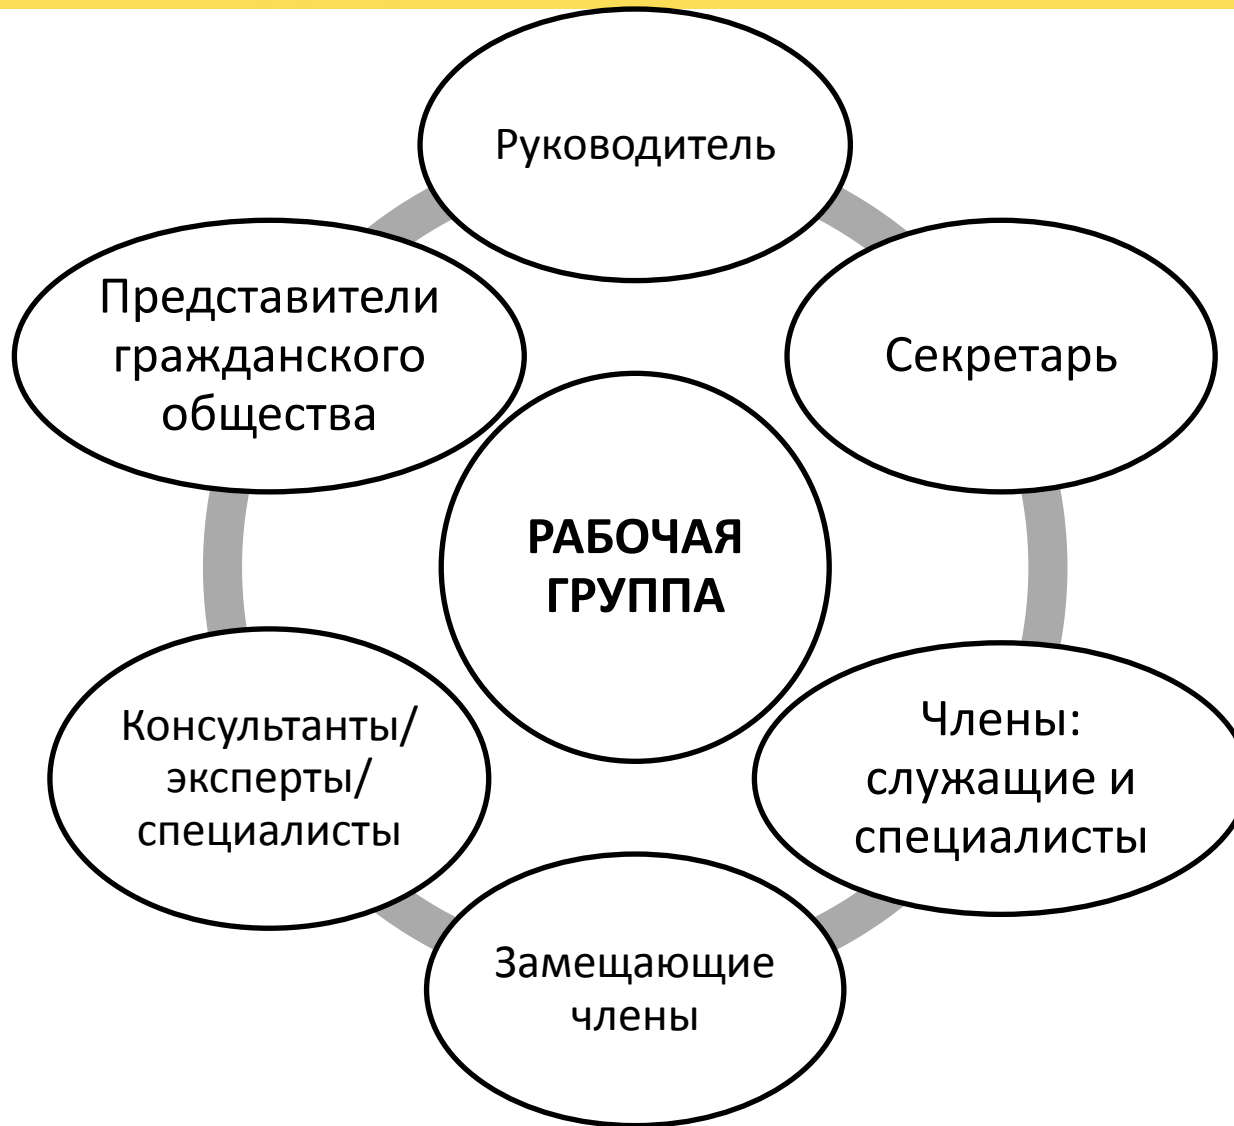 Руководитель
Представители
гражданского
общества
Секретарь
РАБОЧАЯ
ГРУППА
Консультанты/
эксперты/
специалисты
Члены:
служащие и
специалисты
Замещающие
члены